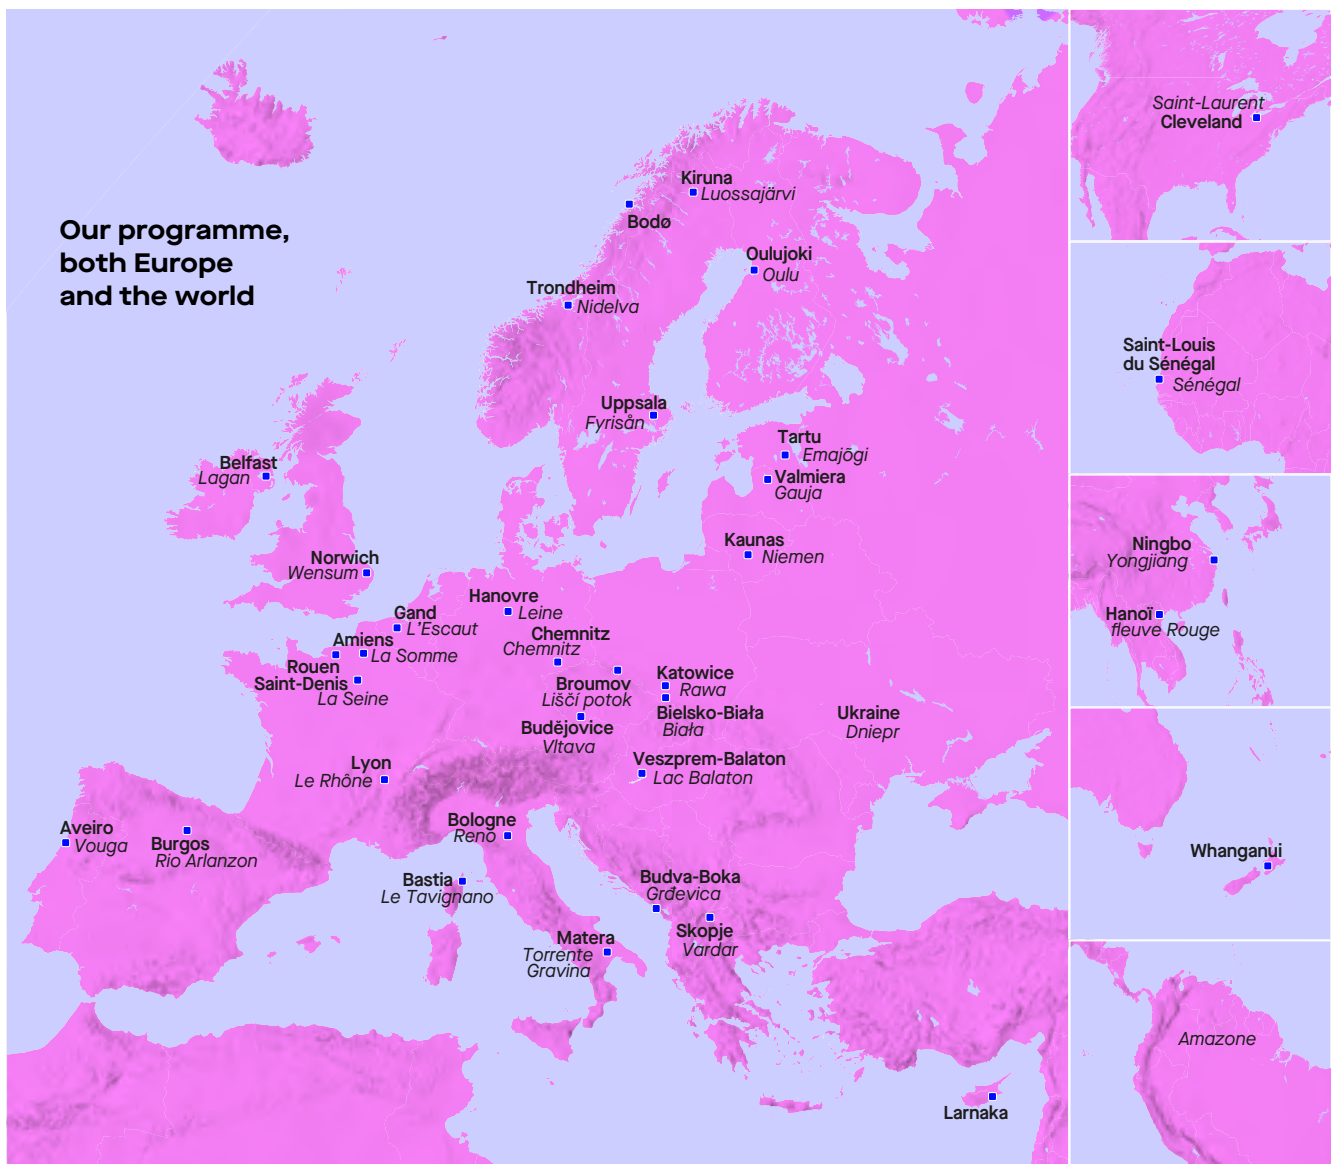 Our programme,
both Europe
and the world
Kiruna
Luossajärvi
Bodø
Oulujoki
Oulu
Trondheim
Nidelva
Uppsala
Fyrisån
Tartu
Emajõgi
Valmiera
Gauja
Belfast
Lagan
Kaunas
Niemen
Norwich
Wensum
Hanovre
Leine
Gand
L'Escaut
Chemnitz
Chemnitz
Amiens
La Somme
Rouen
Saint-Denis
La Seine
Broumov
Liščí potok
Katowice
Rawa
Bielsko-Biała
Biała
Budějovice
Vltava
Ukraine
Dniepr
Lyon
Le Rhône
Veszprem-Balaton
Lac Balaton
Aveiro
Vouga
Burgos
Rio Arlanzon
Bologne
Reno
Bastia
Le Tavignano
Budva-Boka
Grđevica
Skopje
Vardar
Matera
Torrente
Gravina
Larnaka
Saint-Laurent
Cleveland
Saint-Louis
du Sénégal
Sénégal
Ningbo
Yongjiang
Hanoï
fleuve Rouge
Whanganui
Amazone